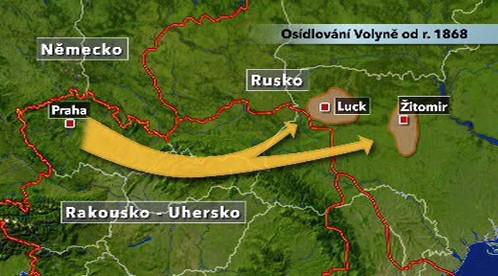 Osídlování Volyně od r. 1868
Německo
Rusko
Praha
Luck
Žitomir
Rakousko - Uhersko